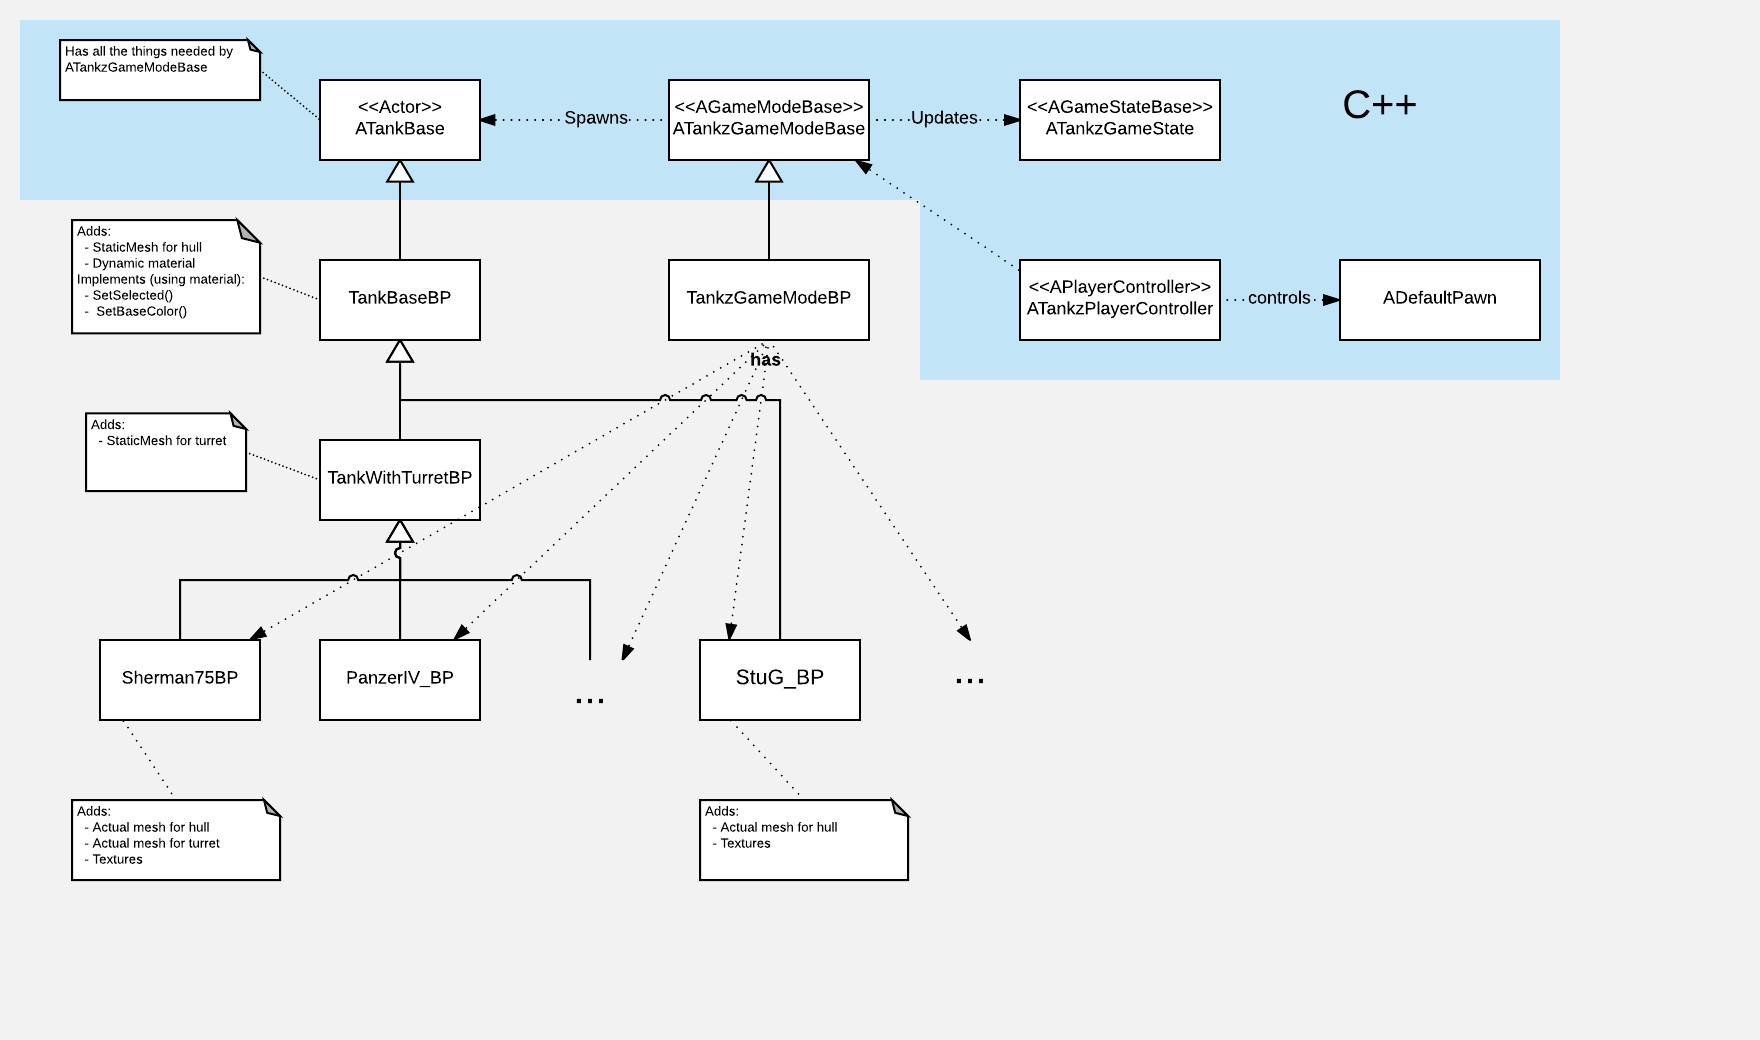 Has all the things needed by
ATankzGameModeBase
<<Actor>>
ATankBase
Spawns
<<AGameModeBase>>
ATankzGameModeBase
Updates
<<AGameStateBase>>
ATankzGameState
C++
Adds:
- StaticMesh for hull
- Dynamic material
Implements (using material):
- SetSelected()
- SetBaseColor()
TankBaseBP
TankzGameModeBP
<<APlayerController>>
ATankzPlayerController
controls
ADefaultPawn
has
Adds:
- StaticMesh for turret
TankWithTurretBP
Sherman75BP
PanzerIV_BP
...
StuG_BP
...
Adds:
- Actual mesh for hull
- Actual mesh for turret
- Textures
Adds:
- Actual mesh for hull
- Textures